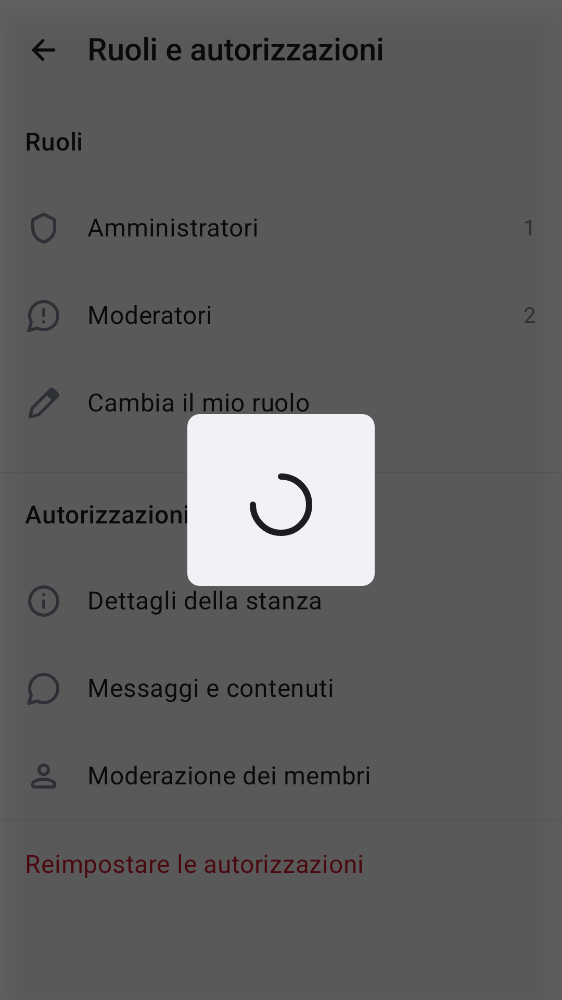 Ruoli e autorizzazioni
Ruoli
Amministratori 1
Moderatori 2
Cambia il mio ruolo
Autorizzazioni
Dettagli della stanza
Messaggi e contenuti
Moderazione dei membri
Reimpostare le autorizzazioni